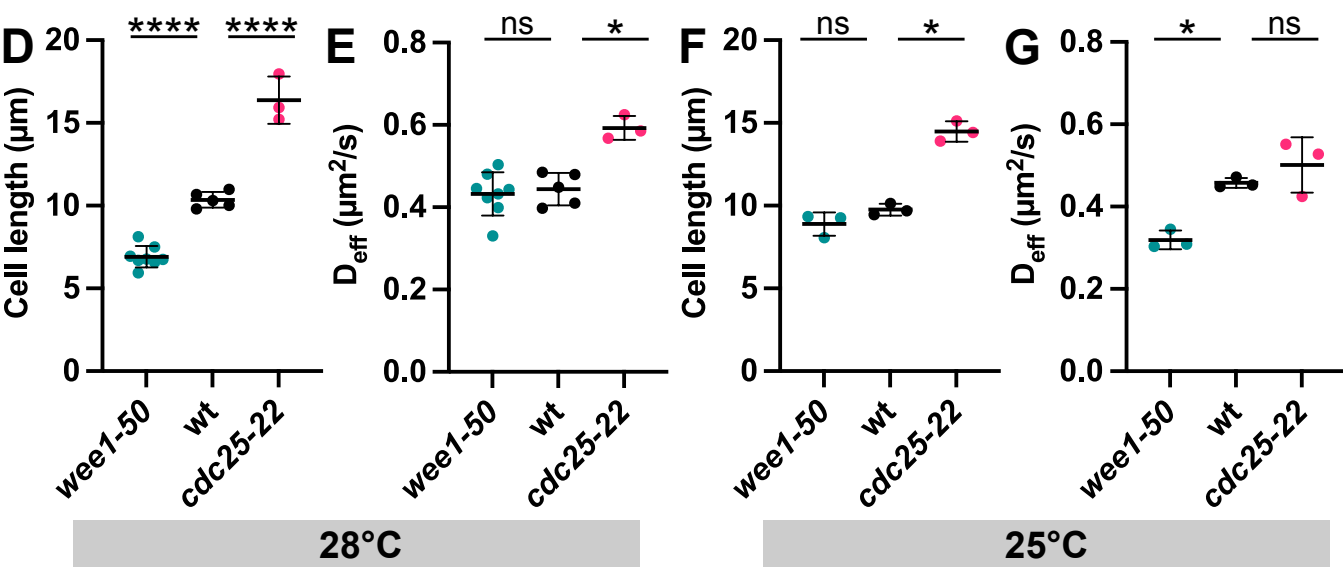 D
**** ****
Cell length (µm)
20
15
10
5
0
wee1-50
wt
cdc25-22
E
ns *
Deff (µm2/s)
0.8
0.6
0.4
0.2
0.0
wee1-50
wt
cdc25-22
28°C
F
ns *
Cell length (µm)
20
15
10
5
0
wee1-50
wt
cdc25-22
G
* ns
Deff (µm2/s)
0.8
0.6
0.4
0.2
0.0
wee1-50
wt
cdc25-22
25°C